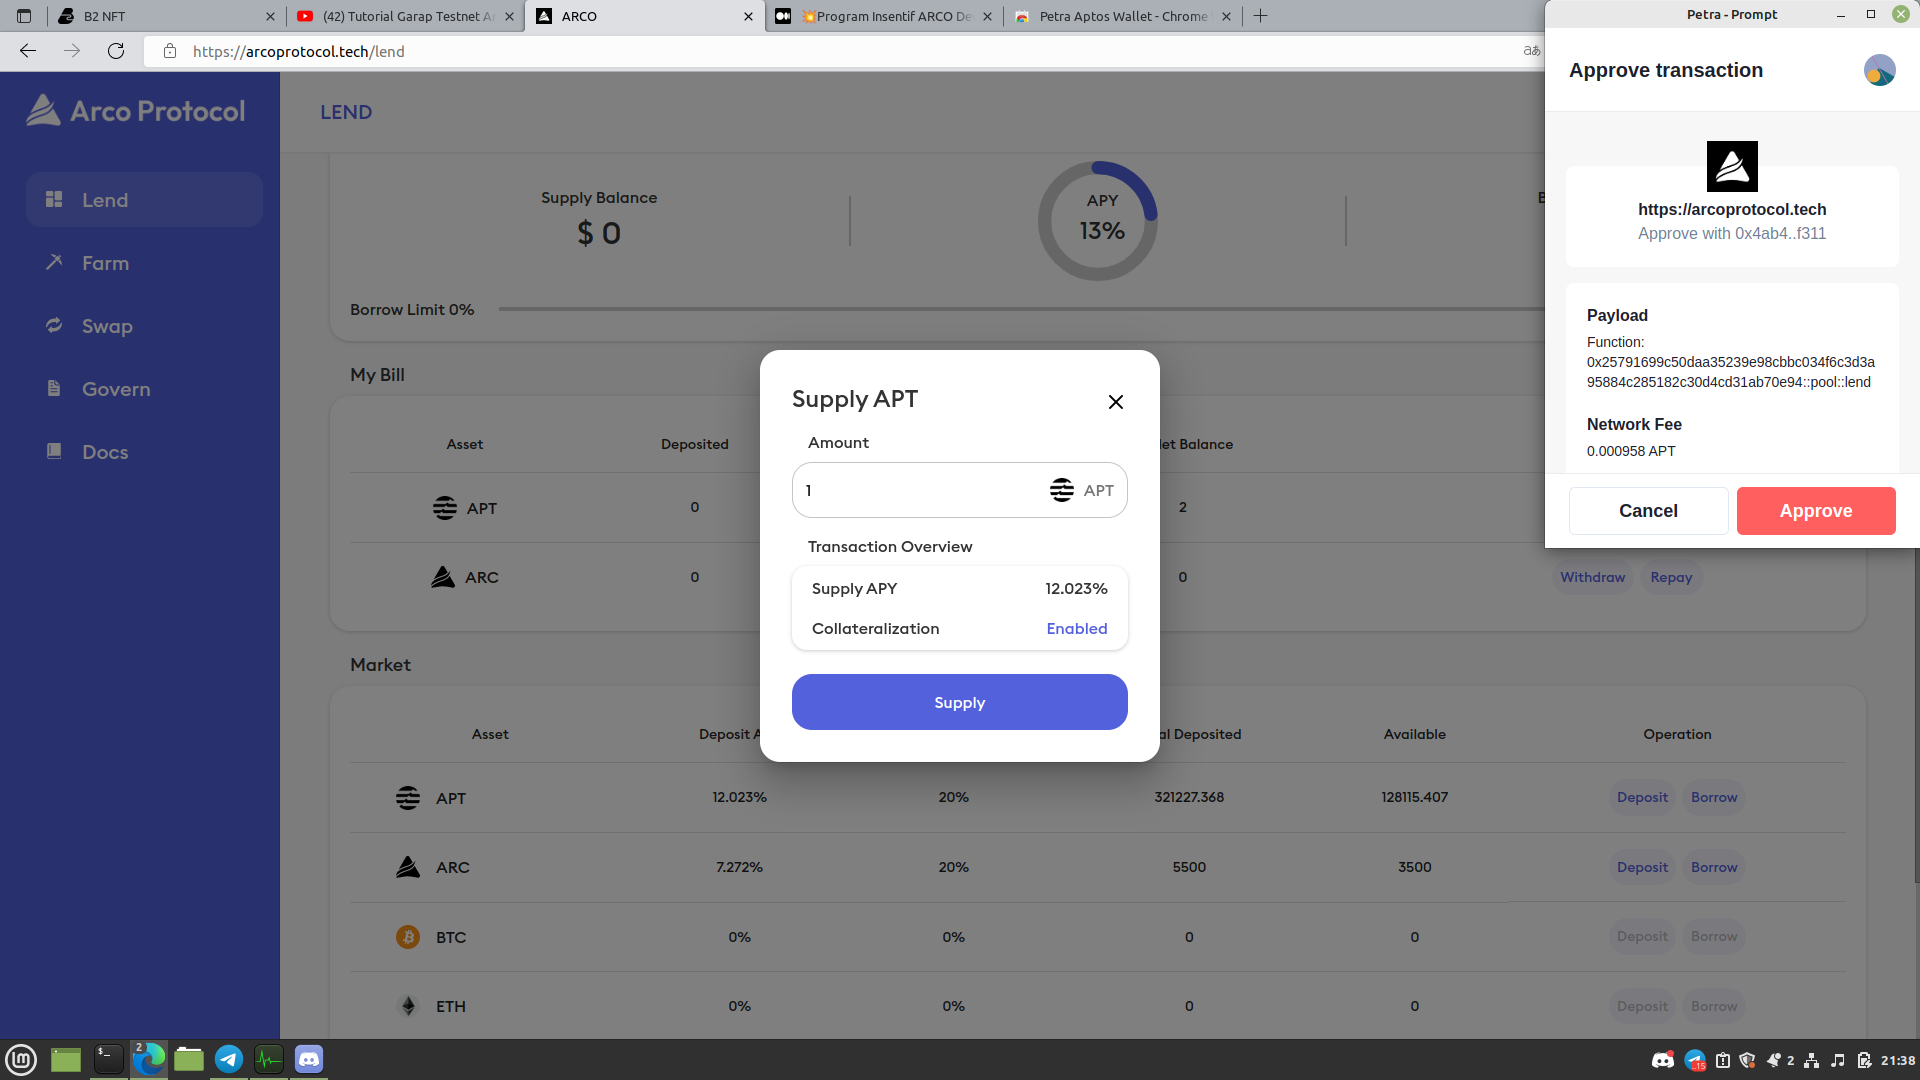 B2 NFT
(42) Tutorial Garap Testnet A
ARCO
Program Insentif ARCO De
Petra Aptos Wallet - Chrome
https://arcoprotocol.tech/lend
Petra - Prompt
Approve transaction
https://arcoprotocol.tech
Approve with 0x4ab4..f311
Payload
Function:
0x25791699c50daa35239e98cbbc034f6c3d3a
95884c285182c30d4cd31ab70e94::pool::lend
Network Fee
0.000958 APT
Cancel
Approve
Arco Protocol
Lend
Farm
Swap
Govern
Docs
LEND
Supply Balance
$ 0
APY
13%
B
Borrow Limit 0%
My Bill
Asset
Deposited
let Balance
APT
0
2
ARC
0
0
Withdraw
Repay
Supply APT
Amount
1
APT
Transaction Overview
Supply APY
12.023%
Collateralization
Enabled
Supply
Market
Asset
Deposit A
al Deposited
Available
Operation
APT
12.023%
20%
321227.368
128115.407
Deposit
Borrow
ARC
7.272%
20%
5500
3500
Deposit
Borrow
BTC
0%
0%
0
0
Deposit
Borrow
ETH
0%
0%
0
0
Deposit
Borrow
2
2
21:38